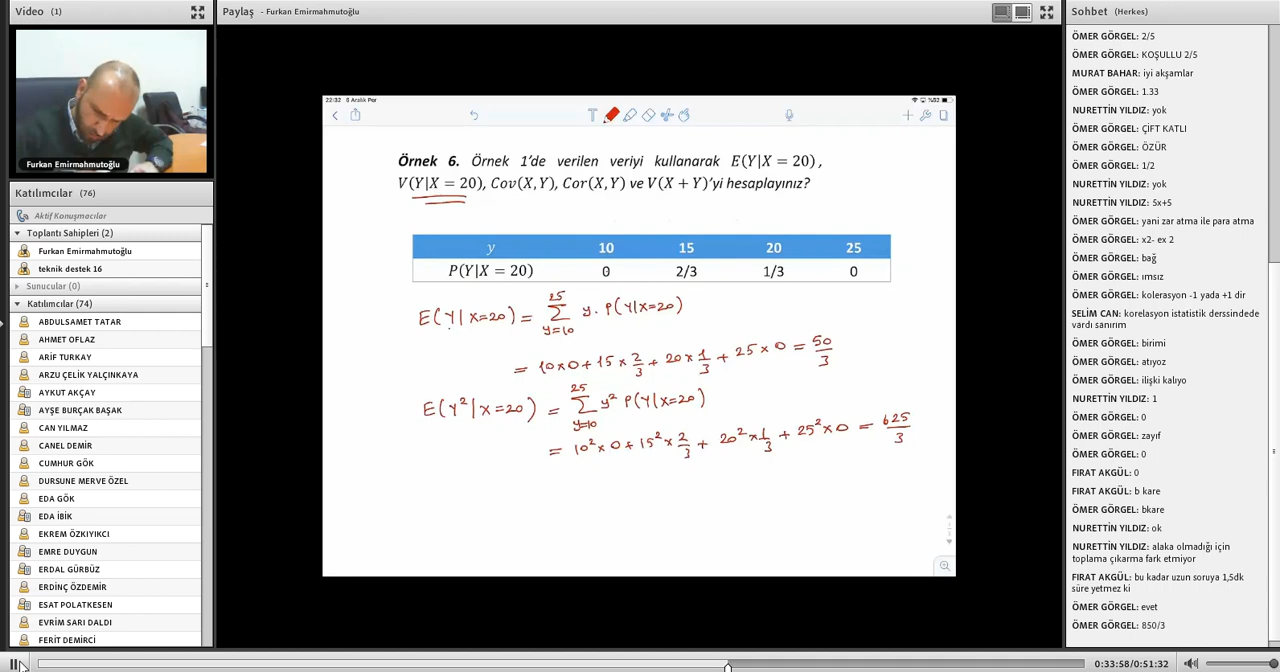 Video (1)
Furkan Emirmahmutoğlu
Katılımcılar (76)
Aktif Konuşmacılar
Toplantı Sahipleri (2)
Furkan Emirmahmutoğlu
teknik destek 16
Sunucular (0)
Katılımcılar (74)
ABDULSAMET TATAR
AHMET OFLAZ
ARİF TURKAY
ARZU ÇELİK YALÇINKAYA
AYKUT AKÇAY
AYŞE BURÇAK BAŞAK
CAN YILMAZ
CANEL DEMİR
CUMHUR GÖK
DURSUNE MERVE ÖZEL
EDA GÖK
EDA İBİK
EKREM ÖZKIYIKCI
EMRE DUYGUN
ERDAL GÜRBÜZ
ERDİNÇ ÖZDEMİR
ESAT POLATKESEN
EVRİM SARI DALDI
FERİT DEMİRCİ
Paylaş - Furkan Emirmahmutoğlu
22:32 8 Aralık Per
%52
Örnek 6. Örnek 1'de verilen veriyi kullanarak E(Y|X = 20),
V(Y|X = 20), Cov(X,Y), Cor(X,Y) ve V(X + Y)'yi hesaplayınız?
y 10 15 20 25
P(Y|X = 20) 0 2/3 1/3 0
E(Y|X=20) = 25 ∑ y=10 y. P(Y|X=20)
= 10×0+15×2/3+20×1/3+25×0=50/3
E(Y²|X=20) = 25 ∑ y=10 y² P(Y|X=20)
= 10²×0+15²×2/3+20²×1/3+25²×0=625/3
Sohbet (Herkes)
ÖMER GÖRGEL: 2/5
ÖMER GÖRGEL: KOŞULLU 2/5
MURAT BAHAR: iyi akşamlar
ÖMER GÖRGEL: 1.33
NURETTİN YILDIZ: yok
ÖMER GÖRGEL: ÇİFT KATLI
ÖMER GÖRGEL: ÖZÜR
ÖMER GÖRGEL: 1/2
NURETTİN YILDIZ: yok
NURETTİN YILDIZ: 5x+5
ÖMER GÖRGEL: yani zar atma ile para atma
ÖMER GÖRGEL: x2- ex 2
ÖMER GÖRGEL: bağ
ÖMER GÖRGEL: ımsız
ÖMER GÖRGEL: kolerasyon -1 yada +1 dir
SELİM CAN: korelasyon istatistik derssindede
vardı sanırım
ÖMER GÖRGEL: birimi
ÖMER GÖRGEL: atıyoz
ÖMER GÖRGEL: ilişki kalıyo
NURETTİN YILDIZ: 1
ÖMER GÖRGEL: 0
ÖMER GÖRGEL: zayıf
ÖMER GÖRGEL: 0
FIRAT AKGÜL: 0
FIRAT AKGÜL: b kare
ÖMER GÖRGEL: bkare
NURETTİN YILDIZ: ok
NURETTİN YILDIZ: alaka olmadığı için
toplama çıkarma fark etmiyor
FIRAT AKGÜL: bu kadar uzun soruya 1,5dk
süre yetmez ki
ÖMER GÖRGEL: evet
ÖMER GÖRGEL: 850/3
0:33:58/0:51:32